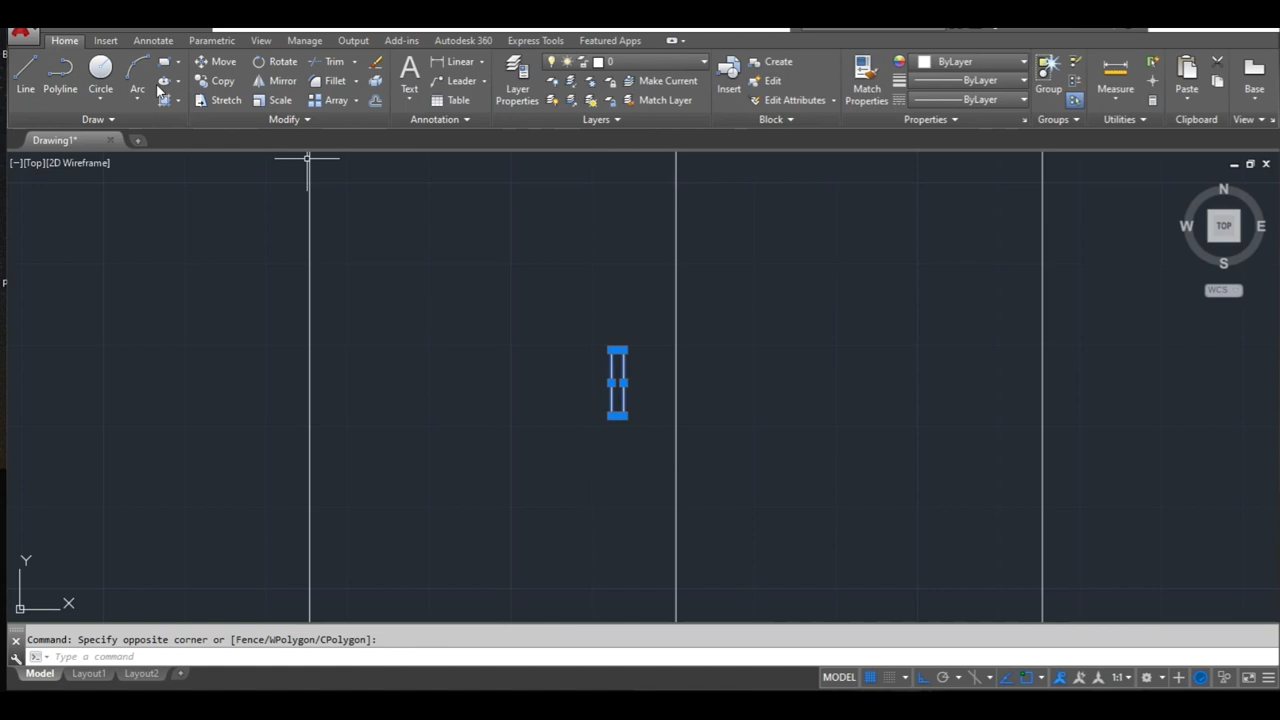 Home Insert Annotate Parametric View Manage Output Add-ins Autodesk 360 Express Tools Featured Apps
Line Polyline Circle Arc
Draw
Move Rotate Trim
Copy Mirror Fillet
Stretch Scale Array
Modify
Text
Linear
Leader
Table
Annotation
Layer Properties
0
Make Current
Match Layer
Layers
Insert
Create
Edit
Edit Attributes
Block
Match Properties
ByLayer
ByLayer
ByLayer
Properties
Group
Groups
Measure
Utilities
Paste
Clipboard
Base
View
Drawing1*
[−][Top][2D Wireframe]
N
W TOP E
S
WCS
Y
X
Command: Specify opposite corner or [Fence/WPolygon/CPolygon]:
Type a command
Model Layout1 Layout2 +
MODEL 1:1